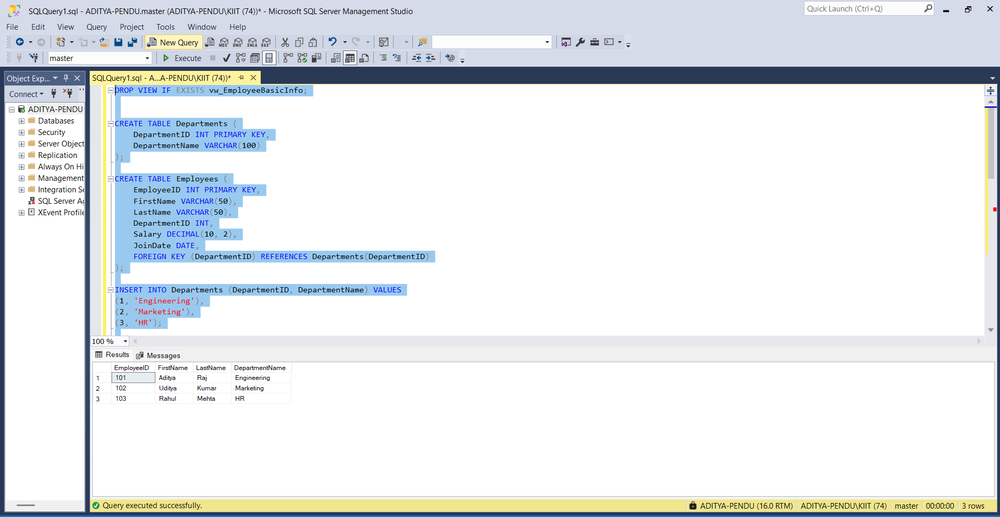 SQLQuery1.sql - ADITYA-PENDU.master (ADITYA-PENDU\KIIT (74))* - Microsoft SQL Server Management Studio
Quick Launch (Ctrl+Q)
File Edit View Query Project Tools Window Help
New Query MDX DMX XMLA DAX
master Execute
Object Exp...
SQLQuery1.sql - A...A-PENDU\KIIT (74))*
Connect
ADITYA-PENDU
Databases
Security
Server Object
Replication
Always On Hi
Management
Integration Se
SQL Server Ag
XEvent Profile
DROP VIEW IF EXISTS vw_EmployeeBasicInfo;
CREATE TABLE Departments (
DepartmentID INT PRIMARY KEY,
DepartmentName VARCHAR(100)
);
CREATE TABLE Employees (
EmployeeID INT PRIMARY KEY,
FirstName VARCHAR(50),
LastName VARCHAR(50),
DepartmentID INT,
Salary DECIMAL(10, 2),
JoinDate DATE,
FOREIGN KEY (DepartmentID) REFERENCES Departments(DepartmentID)
);
INSERT INTO Departments (DepartmentID, DepartmentName) VALUES
(1, 'Engineering'),
(2, 'Marketing'),
(3, 'HR');
100 %
Results Messages
EmployeeID FirstName LastName DepartmentName
1 101 Aditya Raj Engineering
2 102 Uditya Kumar Marketing
3 103 Rahul Mehta HR
Query executed successfully.
ADITYA-PENDU (16.0 RTM) ADITYA-PENDU\KIIT (74) master 00:00:00 3 rows